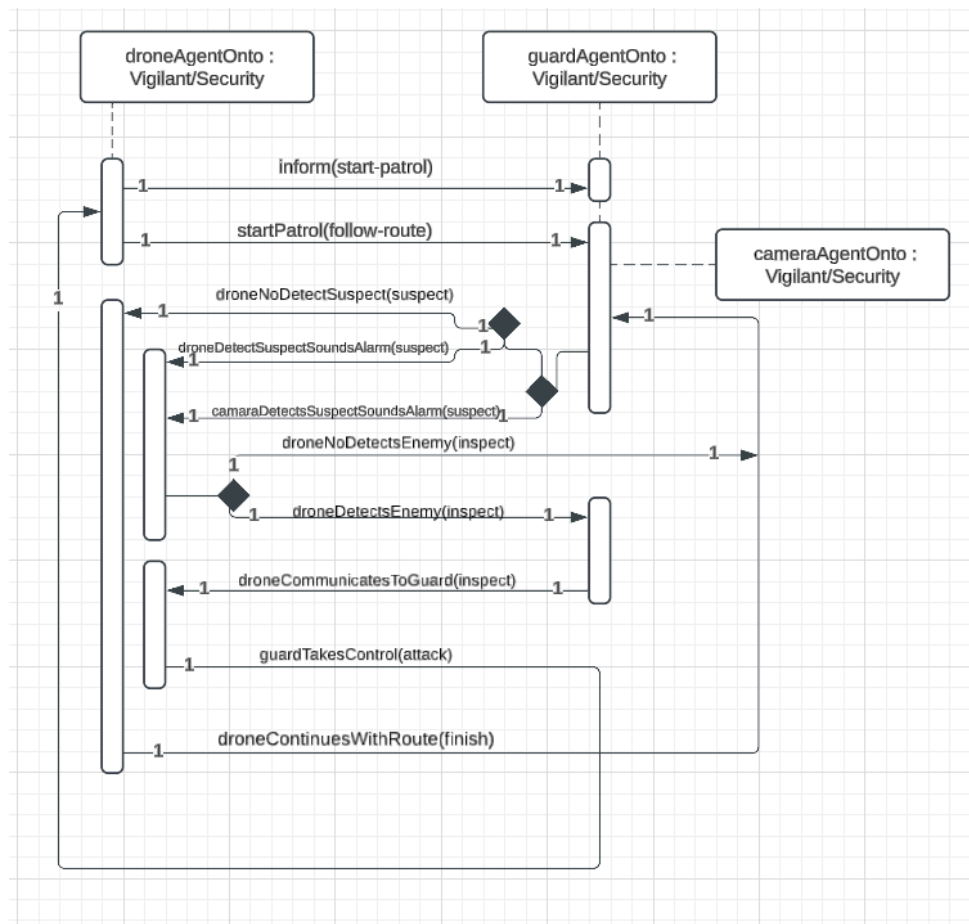 droneAgentOnto :
Vigilant/Security
guardAgentOnto :
Vigilant/Security
inform(start-patrol)
1
1
startPatrol(follow-route)
1
1
cameraAgentOnto :
Vigilant/Security
1
droneNoDetectSuspect(suspect)
1
1
1
droneDetectSuspectSoundsAlarm(suspect)
1
1
camaraDetectsSuspectSoundsAlarm(suspect)
1
1
droneNoDetectsEnemy(inspect)
1
1
droneDetectsEnemy(inspect)
1
1
droneCommunicatesToGuard(inspect)
1
1
guardTakesControl(attack)
1
droneContinuesWithRoute(finish)
1